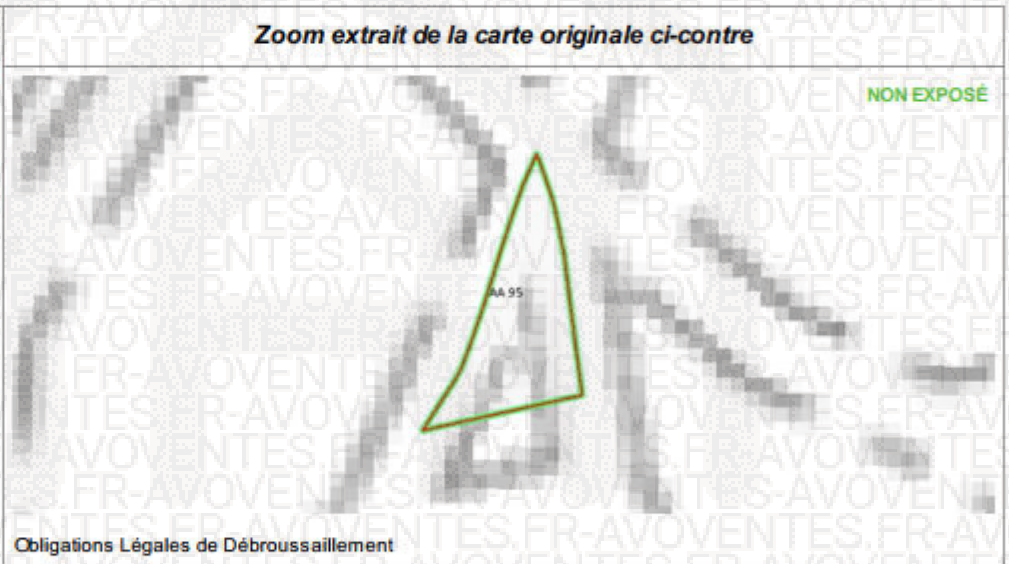 Zoom extrait de la carte originale ci-contre
NON EXPOSÉ
AA 95
Obligations Légales de Débroussaillement